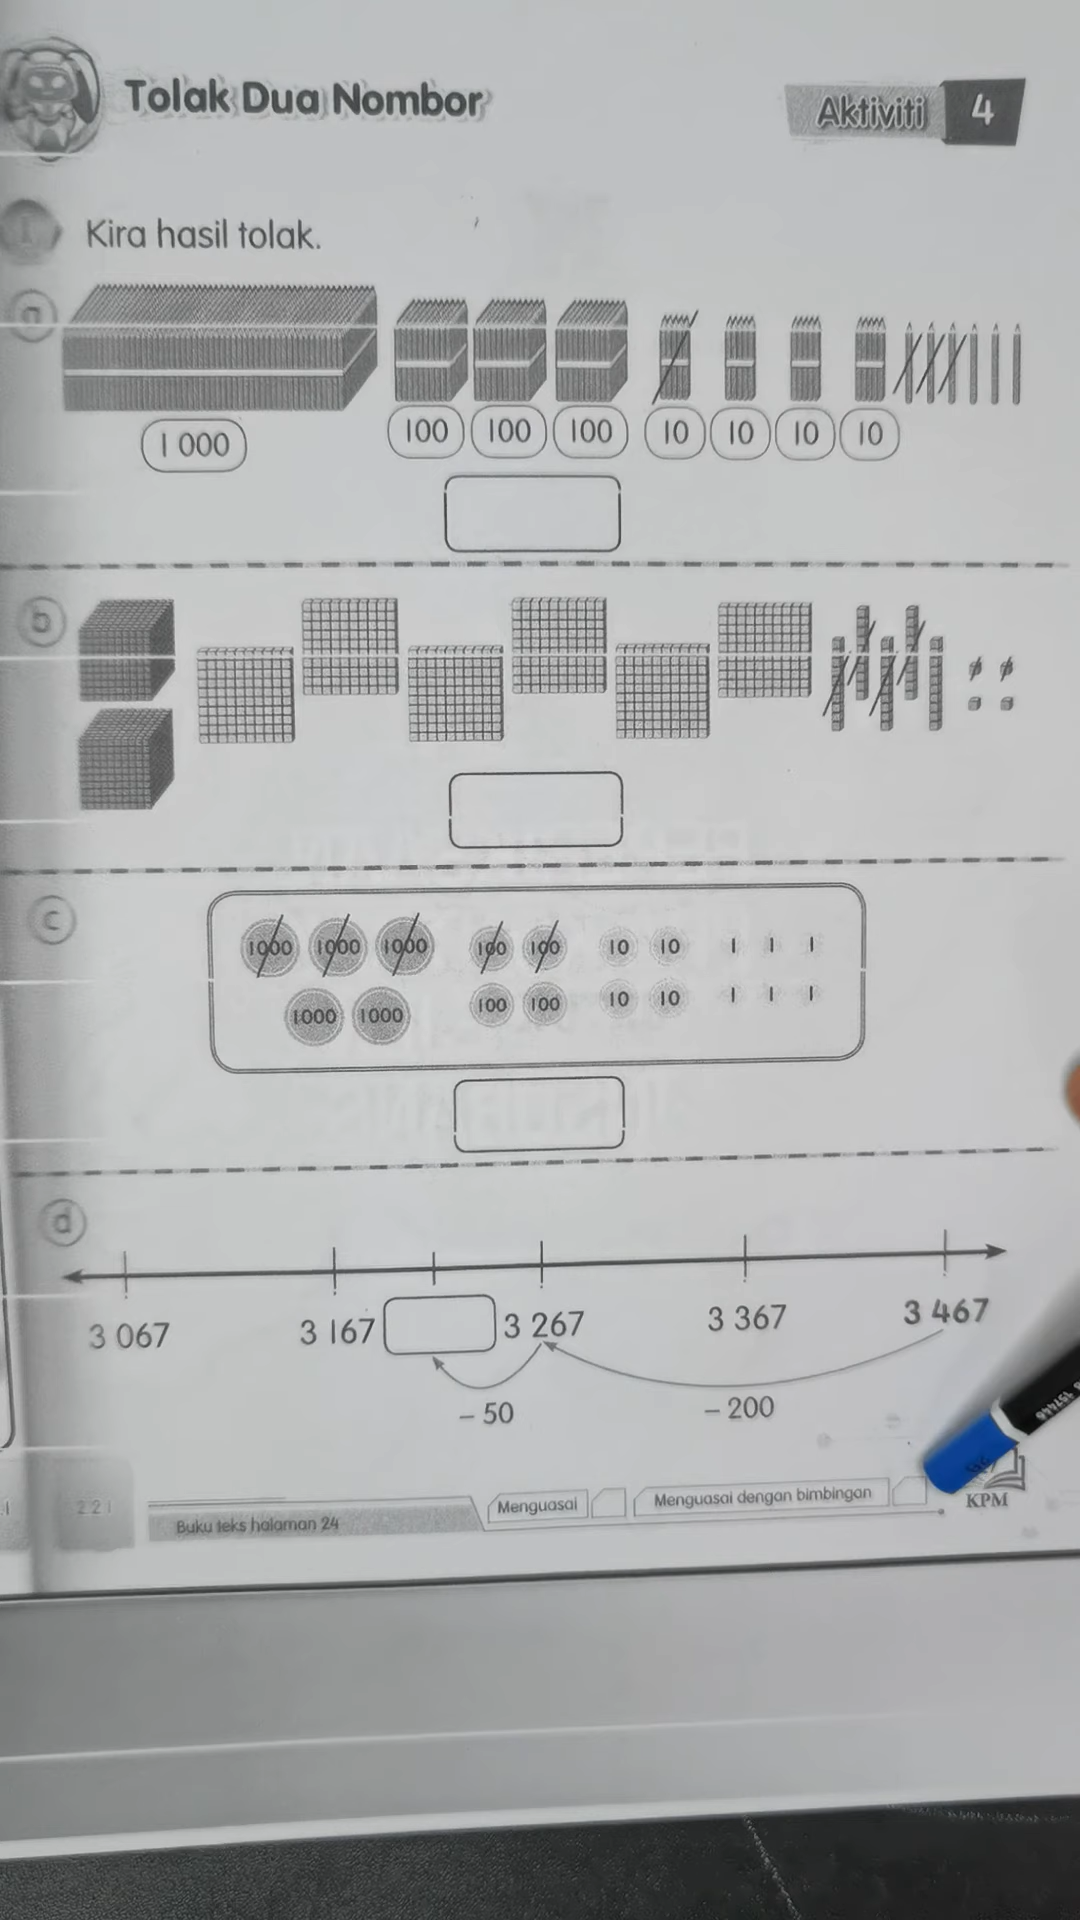 Tolak Dua Nombor
Aktiviti 4
1 Kira hasil tolak.
a
1 000 100 100 100 10 10 10 10
b
c
1000 1000 1000 100 100 10 10 1 1 1
1000 1000 100 100 10 10 1 1 1
d
3 067 3 167 3 267 3 367 3 467
– 50 – 200
221
Buku teks halaman 24
Menguasai
Menguasai dengan bimbingan
KPM